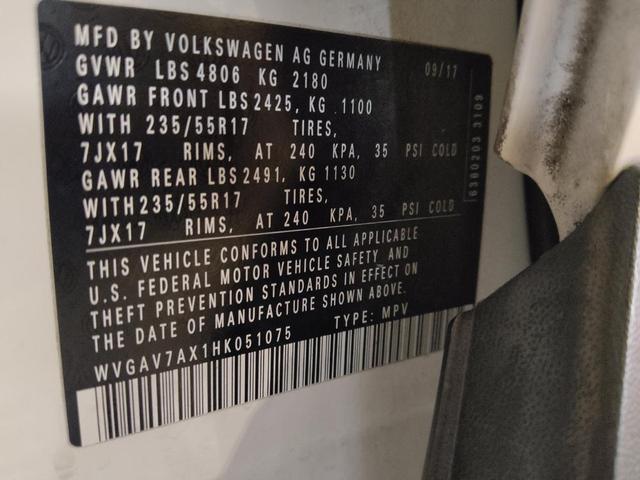 MFD BY VOLKSWAGEN AG GERMANY
GVWR LBS 4806 KG 2180 09/17
GAWR FRONT LBS 2425, KG 1100
WITH 235/55R17 TIRES,
7JX17 RIMS, AT 240 KPA, 35 PSI COLD
GAWR REAR LBS 2491, KG 1130
WITH 235/55R17 TIRES,
7JX17 RIMS, AT 240 KPA, 35 PSI COLD
THIS VEHICLE CONFORMS TO ALL APPLICABLE
U.S. FEDERAL MOTOR VEHICLE SAFETY AND
THEFT PREVENTION STANDARDS IN EFFECT ON
THE DATE OF MANUFACTURE SHOWN ABOVE.
WVGAV7AX1HK051075 TYPE: MPV
6360203 3109